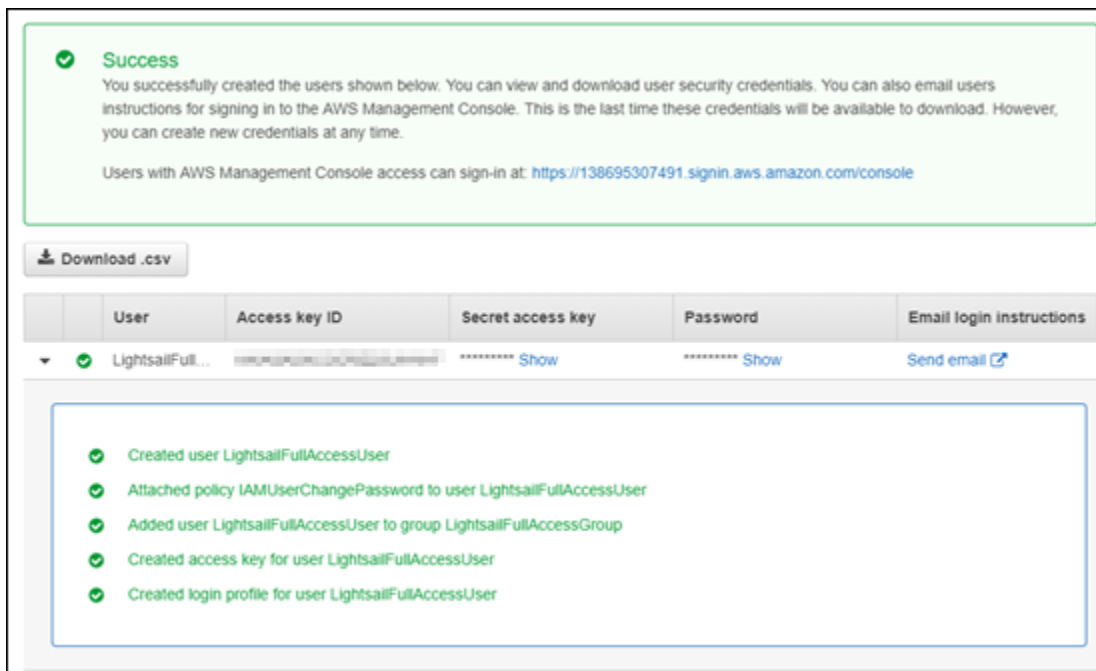 Success
You successfully created the users shown below. You can view and download user security credentials. You can also email users
instructions for signing in to the AWS Management Console. This is the last time these credentials will be available to download. However,
you can create new credentials at any time.
Users with AWS Management Console access can sign-in at: https://138695307491.signin.aws.amazon.com/console
Download .csv
User Access key ID Secret access key Password Email login instructions
LightsailFull... ********* Show ********* Show Send email
Created user LightsailFullAccessUser
Attached policy IAMUserChangePassword to user LightsailFullAccessUser
Added user LightsailFullAccessUser to group LightsailFullAccessGroup
Created access key for user LightsailFullAccessUser
Created login profile for user LightsailFullAccessUser